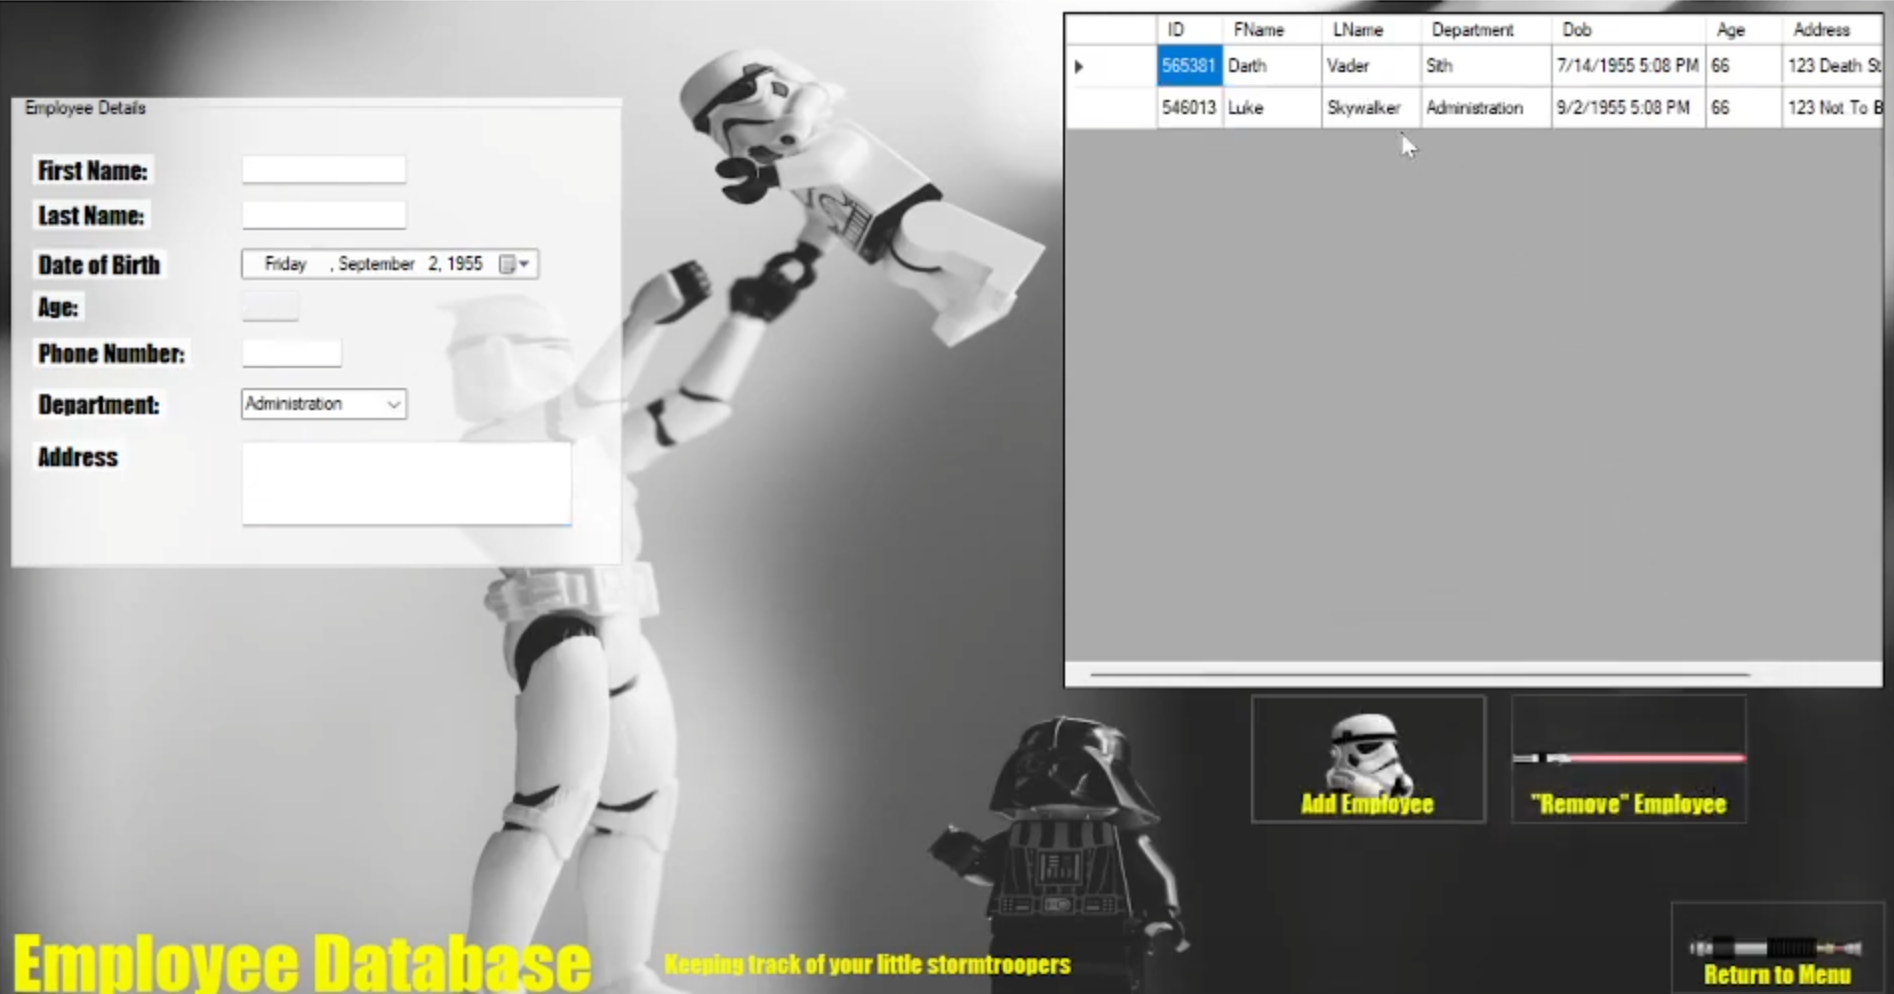 Employee Details
First Name:
Last Name:
Date of Birth
Friday , September 2, 1955
Age:
Phone Number:
Department:
Administration
Address
ID FName LName Department Dob Age Address
565381 Darth Vader Sith 7/14/1955 5:08 PM 66 123 Death St
546013 Luke Skywalker Administration 9/2/1955 5:08 PM 66 123 Not To B
Add Employee
"Remove" Employee
Employee Database
Keeping track of your little stormtroopers
Return to Menu